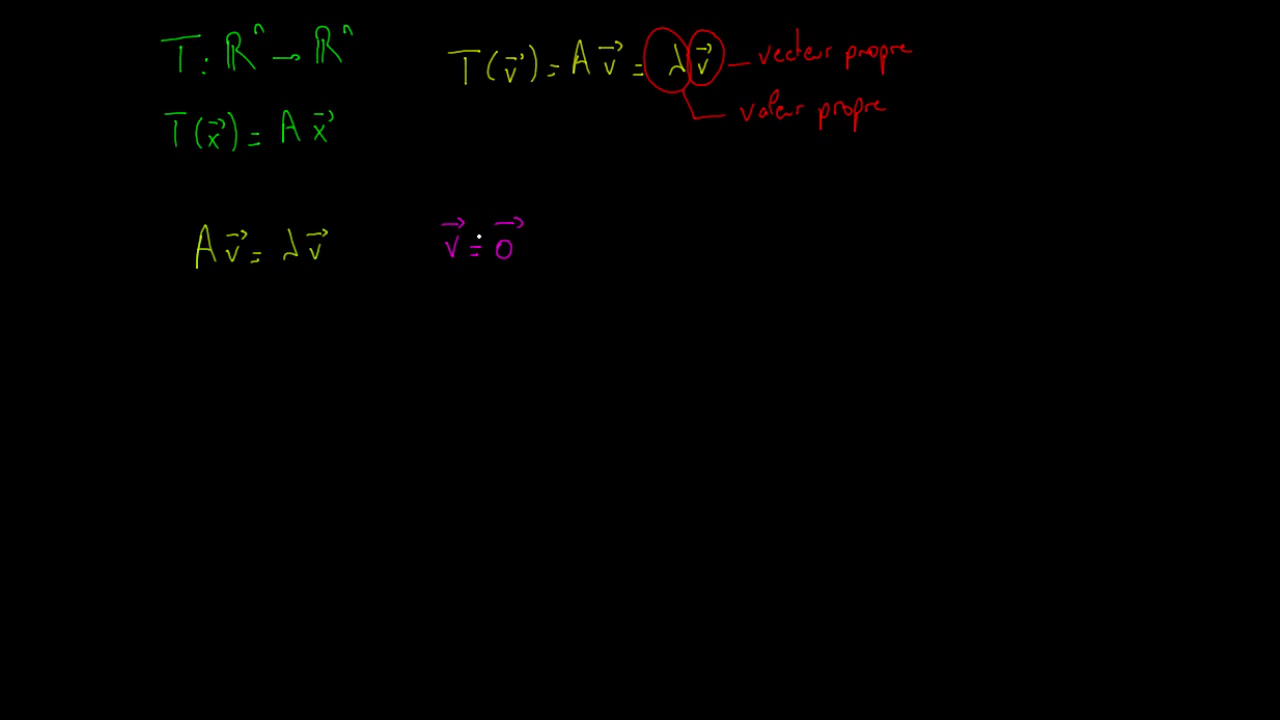 T: ℝⁿ → ℝⁿ
T(x⃗) = A x⃗
T(v⃗) = A v⃗ = λ v⃗
vecteur propre
valeur propre
A v⃗ = λ v⃗
v⃗ = 0⃗